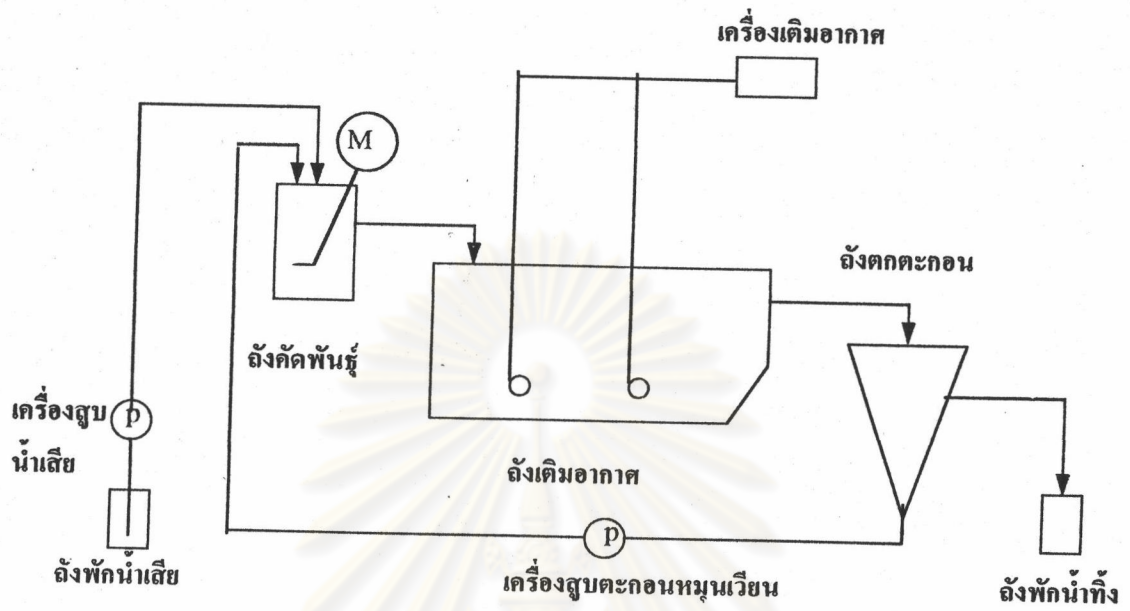 เครื่องเติมอากาศ
M
ถังตกตะกอน
ถังคัดพันธุ์
เครื่องสูบ
น้ำเสีย
p
ถังเติมอากาศ
p
ถังพักน้ำเสีย
เครื่องสูบตะกอนหมุนเวียน
ถังพักน้ำทิ้ง